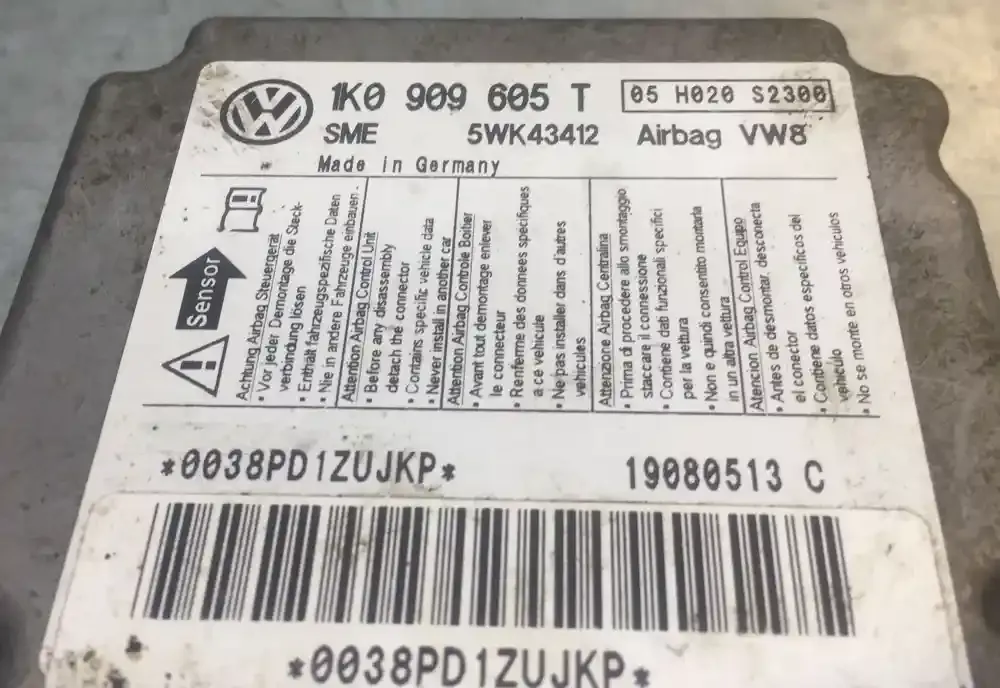 1K0 909 605 T
05 H020 S2300
SME 5WK43412 Airbag VW8
Made in Germany
Sensor
Achtung Airbag Steuergerät
• Vor jeder Demontage die Steck-
verbindung lösen
• Enthält fahrzeugspezifische Daten
• Nie in andere Fahrzeuge einbauen.
Attention Airbag Control Unit
• Before any disassembly
detach the connector
• Contains specific vehicle data
• Never install in another car
Attention Airbag Controle Boitier
• Avant tout demontage enlever
le connecteur
• Renferme des donnees specifiques
a ce vehicule
• Ne pas installer dans d'autres
vehicules
Attenzione Airbag Centralina
• Prima di procedere allo smontaggio
staccare il connessione
• Contiene dati funzionali specifici
per la vettura
• Non e quindi consentito montarla
in un altra vettura
Atencion Airbag Control Equipo
• Antes de desmontar, desconecta
el conector
• Contiene datos especificos del
vehiculo
• No se monte en otros vehiculos
*0038PD1ZUJKP*
19080513 C
*0038PD1ZUJKP*